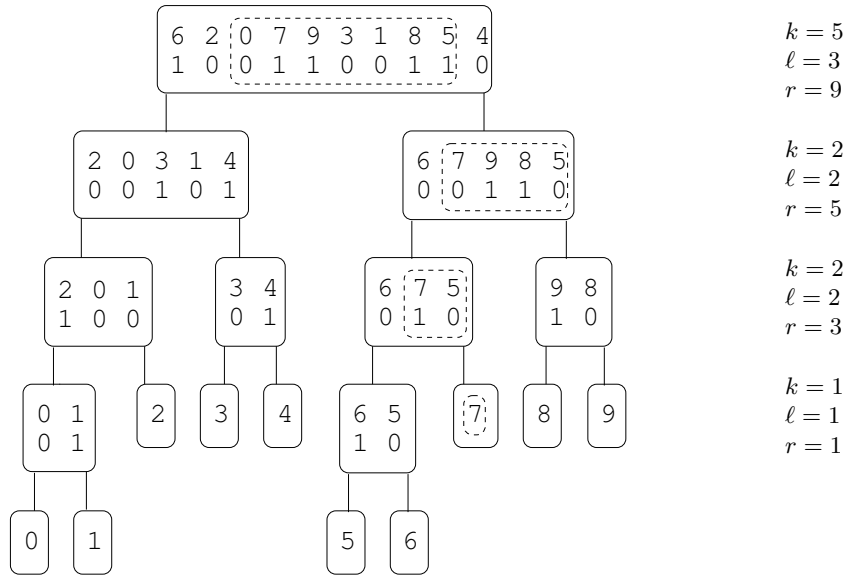 6 2 0 7 9 3 1 8 5 4
1 0 0 1 1 0 0 1 1 0
k = 5
ℓ = 3
r = 9
2 0 3 1 4
0 0 1 0 1
6 7 9 8 5
0 0 1 1 0
k = 2
ℓ = 2
r = 5
2 0 1
1 0 0
3 4
0 1
6 7 5
0 1 0
9 8
1 0
k = 2
ℓ = 2
r = 3
0 1
0 1
2
3
4
6 5
1 0
7
8
9
k = 1
ℓ = 1
r = 1
0
1
5
6